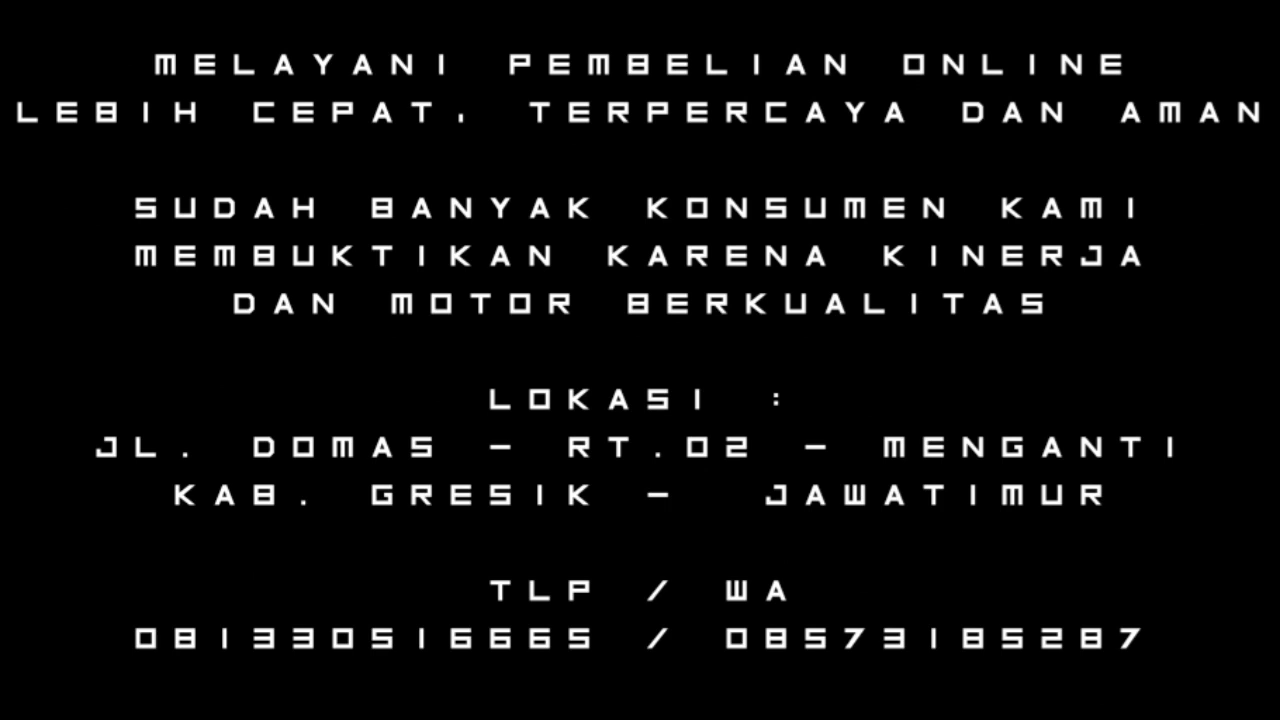 MELAYANI PEMBELIAN ONLINE
LEBIH CEPAT, TERPERCAYA DAN AMAN
SUDAH BANYAK KONSUMEN KAMI
MEMBUKTIKAN KARENA KINERJA
DAN MOTOR BERKUALITAS
LOKASI :
JL. DOMAS - RT.02 - MENGANTI
KAB. GRESIK - JAWATIMUR
TLP / WA
081330516665 / 08573185287